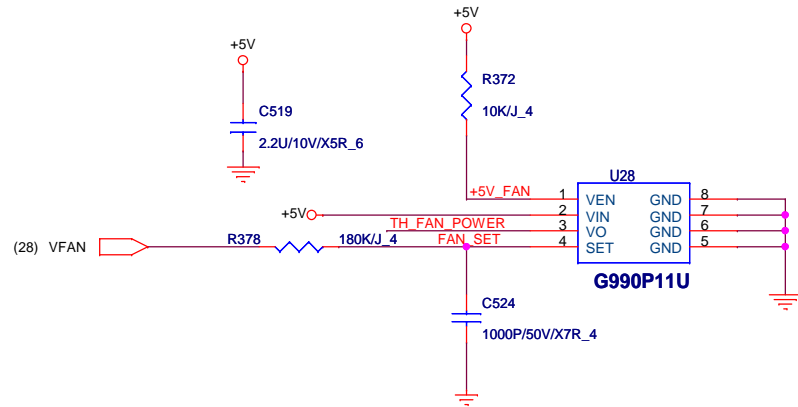 +5V
+5V
R372
10K/J_4
C519
2.2U/10V/X5R_6
U28
+5V_FAN 1 VEN GND 8
+5V 2 VIN GND 7
TH_FAN_POWER 3 VO GND 6
(28) VFAN R378 180K/J_4 FAN_SET 4 SET GND 5
G990P11U
C524
1000P/50V/X7R_4